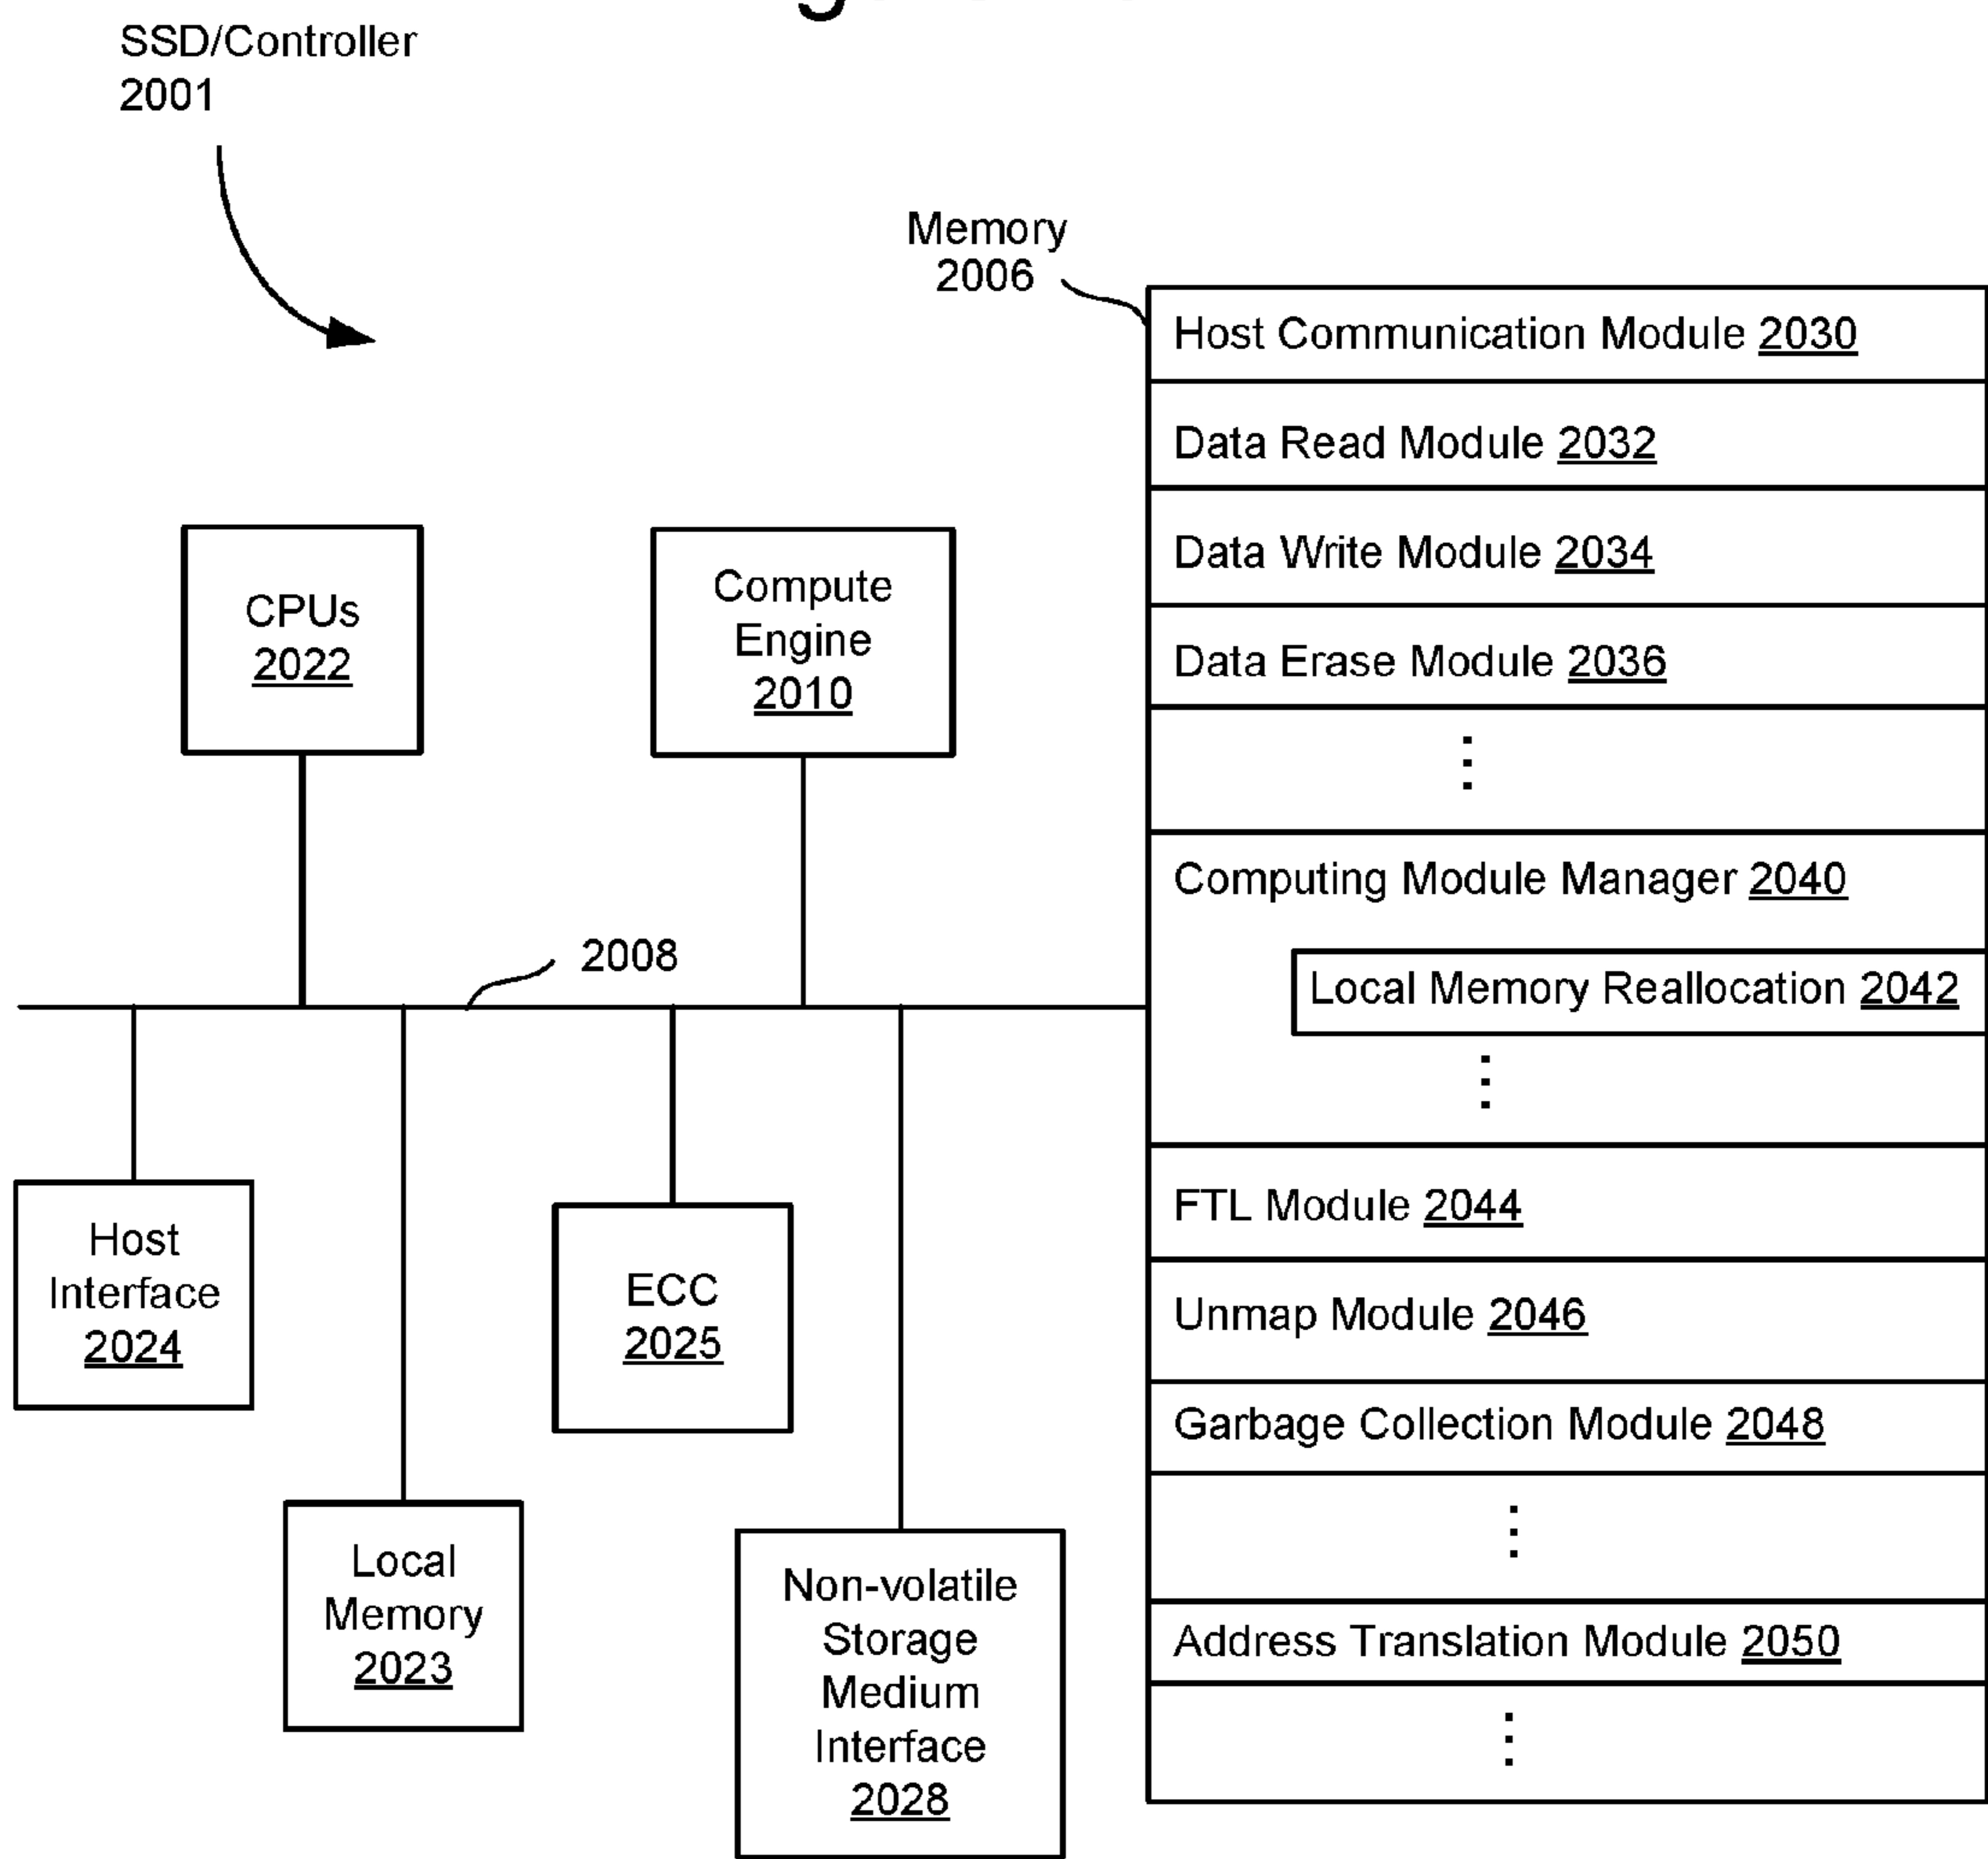 SSD/Controller
2001
Memory
2006
Host Communication Module 2030
Data Read Module 2032
Data Write Module 2034
Data Erase Module 2036
CPUs
2022
Compute
Engine
2010
Computing Module Manager 2040
2008
Local Memory Reallocation 2042
Host
Interface
2024
ECC
2025
Local
Memory
2023
Non-volatile
Storage
Medium
Interface
2028
FTL Module 2044
Unmap Module 2046
Garbage Collection Module 2048
Address Translation Module 2050